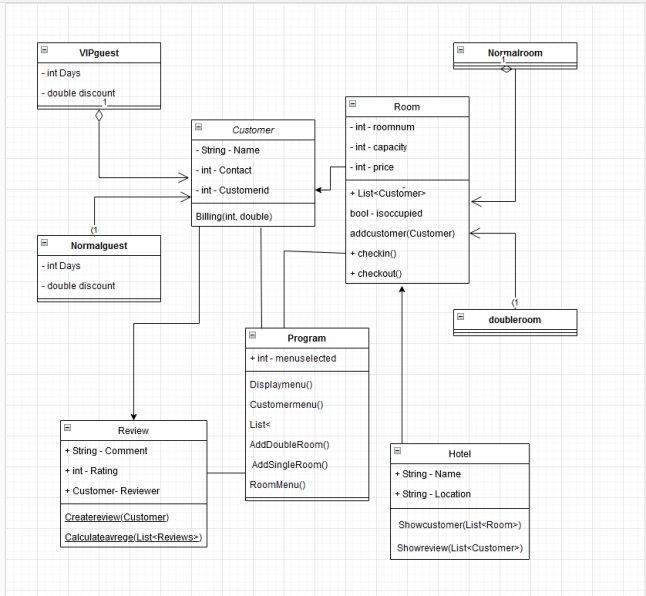 VIPguest
- int Days
- double discount
1
Normalroom
1
Customer
- String - Name
- int - Contact
- int - Customerid
Billing(int, double)
Room
- int - roomnum
- int - capacity
- int - price
+ List<Customer>
bool - isoccupied
addcustomer(Customer)
+ checkin()
+ checkout()
1
Normalguest
- int Days
- double discount
1
doubleroom
Program
+ int - menuselected
Displaymenu()
Customermenu()
List<
AddDoubleRoom()
AddSingleRoom()
RoomMenu()
Review
+ String - Comment
+ int - Rating
+ Customer- Reviewer
Createreview(Customer)
Calculateavrege(List<Reviews>)
Hotel
+ String - Name
+ String - Location
Showcustomer(List<Room>)
Showreview(List<Customer>)